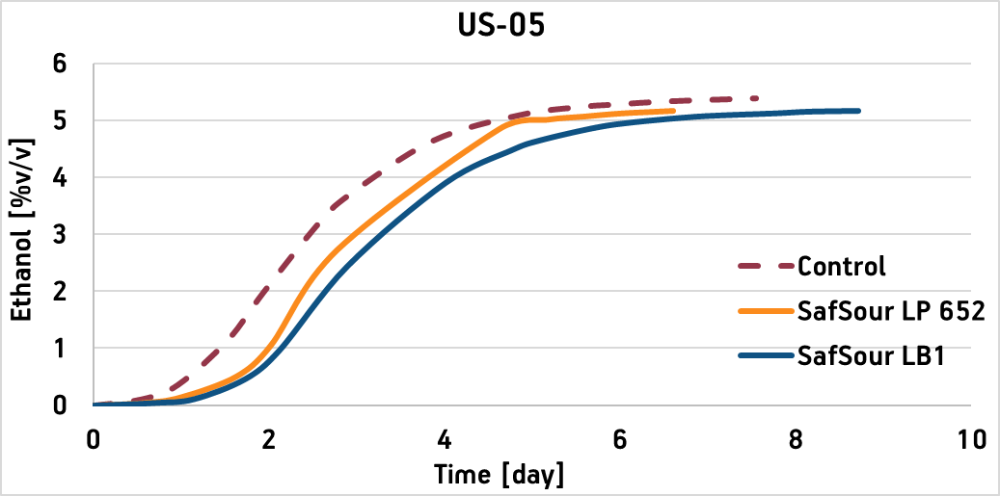 US-05
Ethanol [%v/v]
6
5
4
3
2
1
0
0 2 4 6 8 10
Time [day]
Control
SafSour LP 652
SafSour LB1